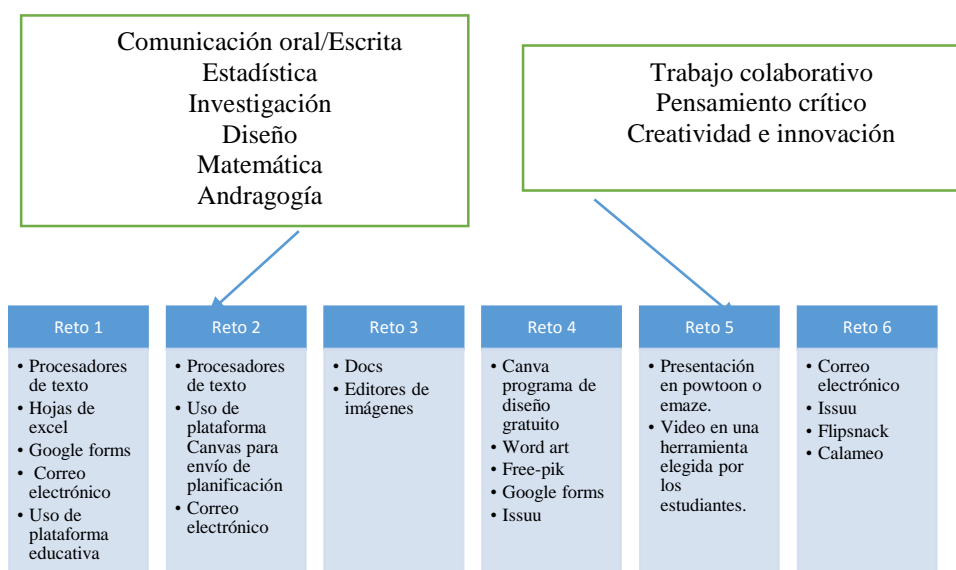 Comunicación oral/Escrita
Estadística
Investigación
Diseño
Matemática
Andragogía
Trabajo colaborativo
Pensamiento crítico
Creatividad e innovación
Reto 1
• Procesadores
de texto
• Hojas de
excel
• Google forms
• Correo
electrónico
• Uso de
plataforma
educativa
Reto 2
• Procesadores
de texto
• Uso de
plataforma
Canvas para
envío de
planificación
• Correo
electrónico
Reto 3
• Docs
• Editores de
imágenes
Reto 4
• Canva
programa de
diseño
gratuito
• Word art
• Free-pik
• Google forms
• Issuu
Reto 5
• Presentación
en powtoon o
emaze.
• Video en una
herramienta
elegida por
los
estudiantes.
Reto 6
• Correo
electrónico
• Issuu
• Flipsnack
• Calameo